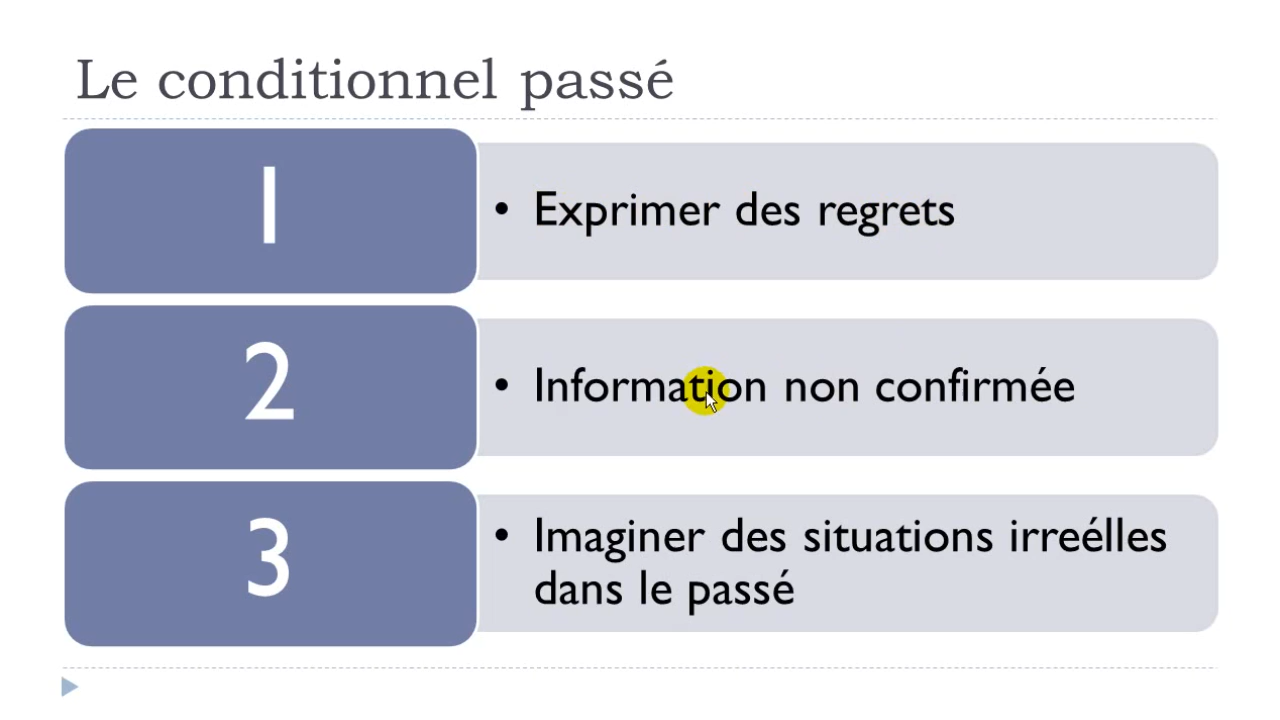 Le conditionnel passé
1
• Exprimer des regrets
2
• Information non confirmée
3
• Imaginer des situations irreélles
dans le passé